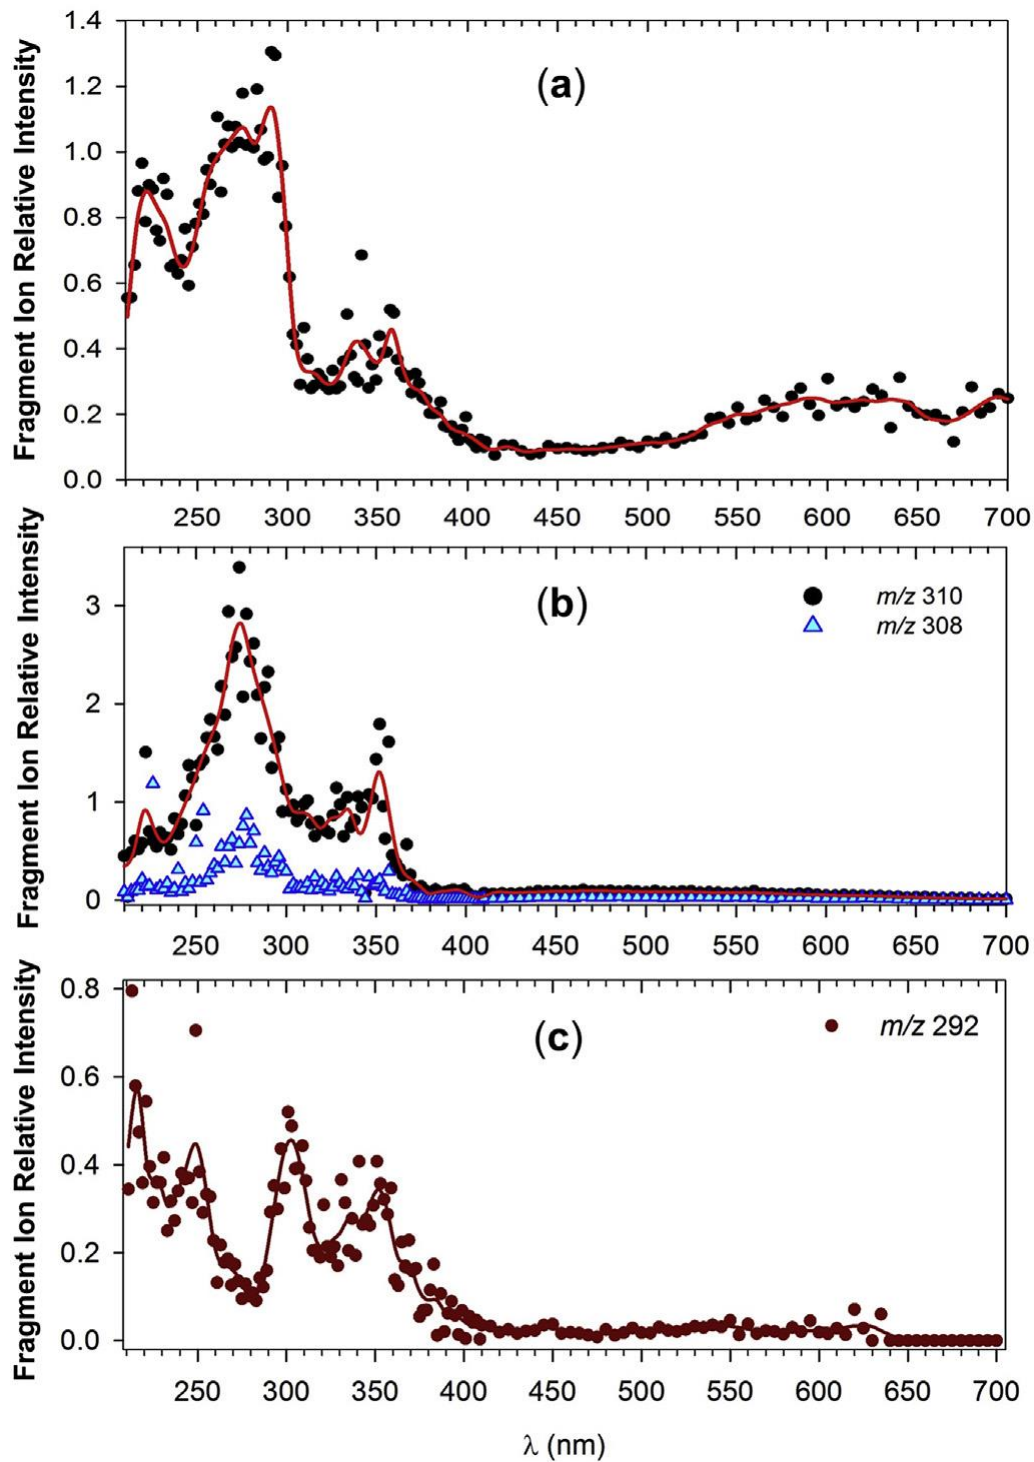 1.4
1.2
1.0
0.8
0.6
0.4
0.2
0.0
Fragment Ion Relative Intensity
(a)
250 300 350 400 450 500 550 600 650 700
3
2
1
0
Fragment Ion Relative Intensity
(b)
m/z 310
m/z 308
250 300 350 400 450 500 550 600 650 700
0.8
0.6
0.4
0.2
0.0
Fragment Ion Relative Intensity
(c)
m/z 292
250 300 350 400 450 500 550 600 650 700
λ (nm)